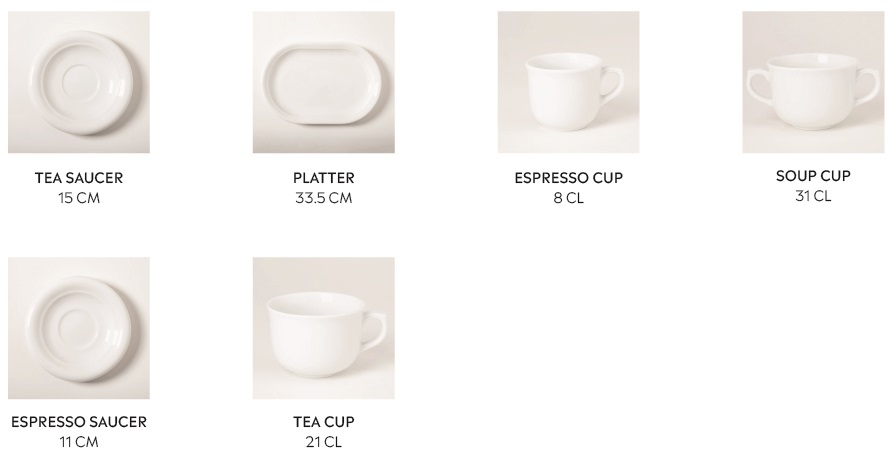 TEA SAUCER
15 CM
PLATTER
33.5 CM
ESPRESSO CUP
8 CL
SOUP CUP
31 CL
ESPRESSO SAUCER
11 CM
TEA CUP
21 CL